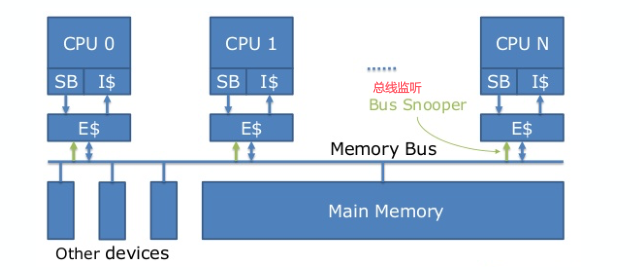 CPU 0
CPU 1
CPU N
SB
I$
SB
I$
......
SB
I$
总线监听
Bus Snooper
E$
E$
E$
Memory Bus
Main Memory
Other devices